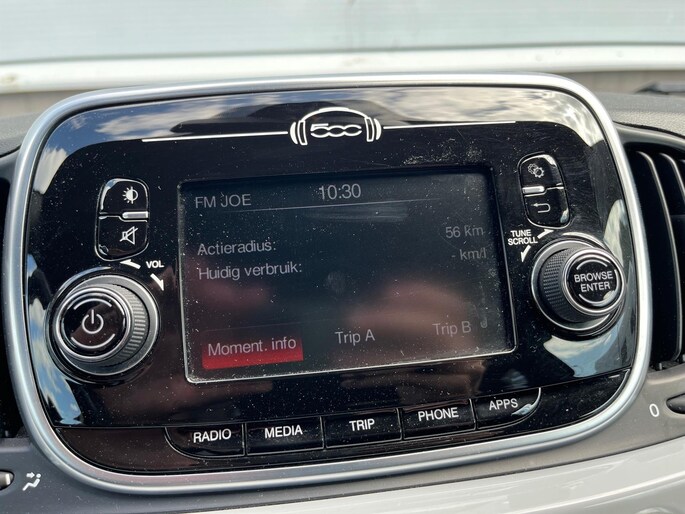 500
FM JOE 10:30
Actieradius: 56 km
Huidig verbruik: - km/l
Moment. info Trip A Trip B
VOL
TUNE
SCROLL
BROWSE
ENTER
RADIO MEDIA TRIP PHONE APPS
0